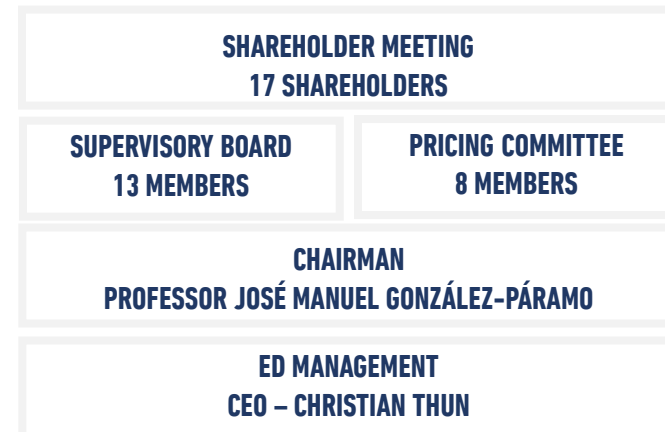 SHAREHOLDER MEETING
17 SHAREHOLDERS
SUPERVISORY BOARD
13 MEMBERS
PRICING COMMITTEE
8 MEMBERS
CHAIRMAN
PROFESSOR JOSÉ MANUEL GONZÁLEZ-PÁRAMO
ED MANAGEMENT
CEO – CHRISTIAN THUN